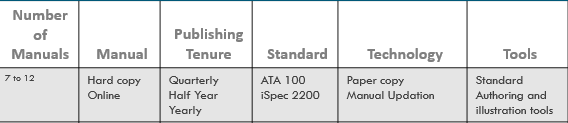 Number
of
Manuals
Manual
Publishing
Tenure
Standard
Technology
Tools
7 to 12
Hard copy
Online
Quarterly
Half Year
Yearly
ATA 100
iSpec 2200
Paper copy
Manual Updation
Standard
Authoring and
illustration tools